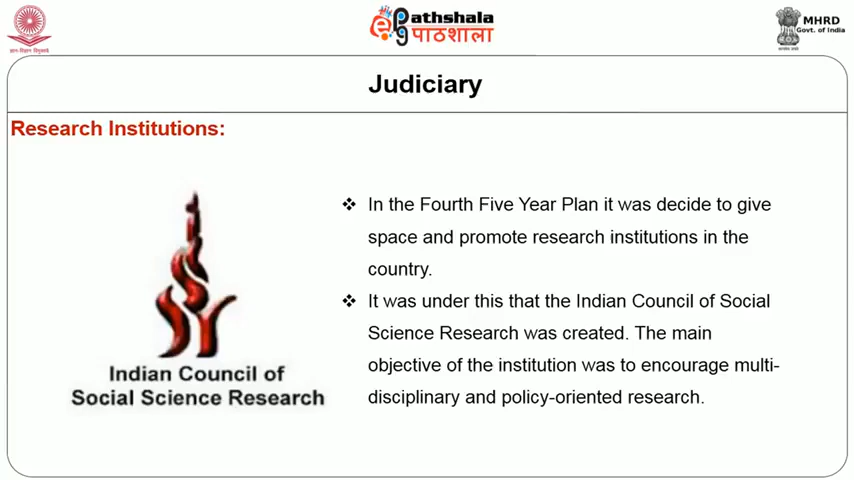 ज्ञान-विज्ञान विमुक्तये
ePathshala
पाठशाला
MHRD
Govt. of India
Judiciary
Research Institutions:
Indian Council of
Social Science Research
❖ In the Fourth Five Year Plan it was decide to give
space and promote research institutions in the
country.
❖ It was under this that the Indian Council of Social
Science Research was created. The main
objective of the institution was to encourage multi-
disciplinary and policy-oriented research.